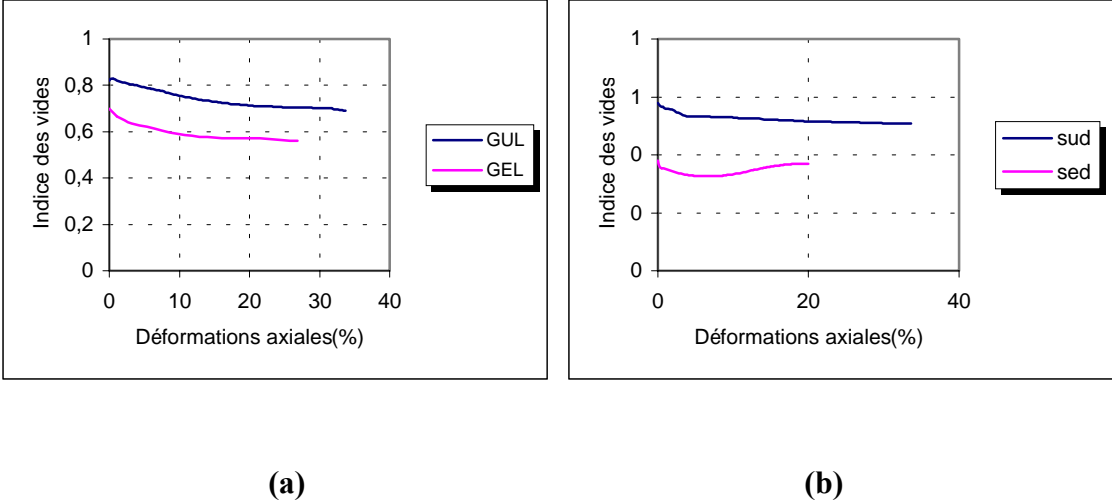 1
0,8
0,6
0,4
0,2
0
0 10 20 30 40
Indice des vides
Déformations axiales(%)
GUL
GEL
1
1
0
0
0
0 20 40
Indice des vides
Déformations axiales(%)
sud
sed
(a)
(b)